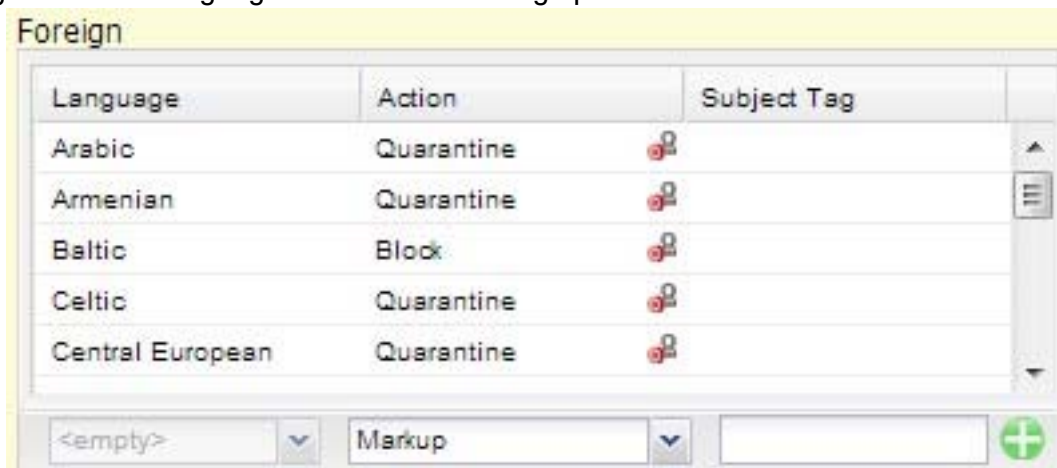 Foreign
Language Action Subject Tag
Arabic Quarantine
Armenian Quarantine
Baltic Block
Celtic Quarantine
Central European Quarantine
<empty> Markup